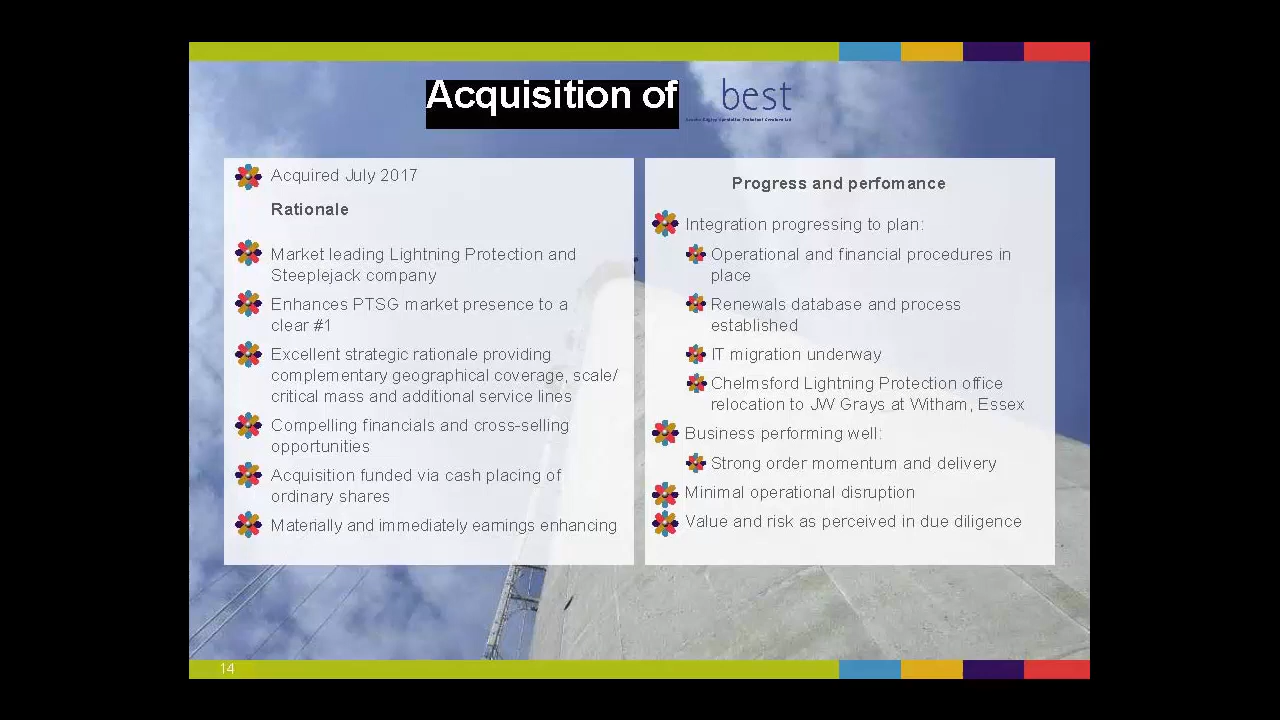 Acquisition of best
Acquired July 2017
Rationale
Market leading Lightning Protection and
Steeplejack company
Enhances PTSG market presence to a
clear #1
Excellent strategic rationale providing
complementary geographical coverage, scale/
critical mass and additional service lines
Compelling financials and cross-selling
opportunities
Acquisition funded via cash placing of
ordinary shares
Materially and immediately earnings enhancing
Progress and perfomance
Integration progressing to plan:
Operational and financial procedures in
place
Renewals database and process
established
IT migration underway
Chelmsford Lightning Protection office
relocation to JW Grays at Witham, Essex
Business performing well:
Strong order momentum and delivery
Minimal operational disruption
Value and risk as perceived in due diligence
14